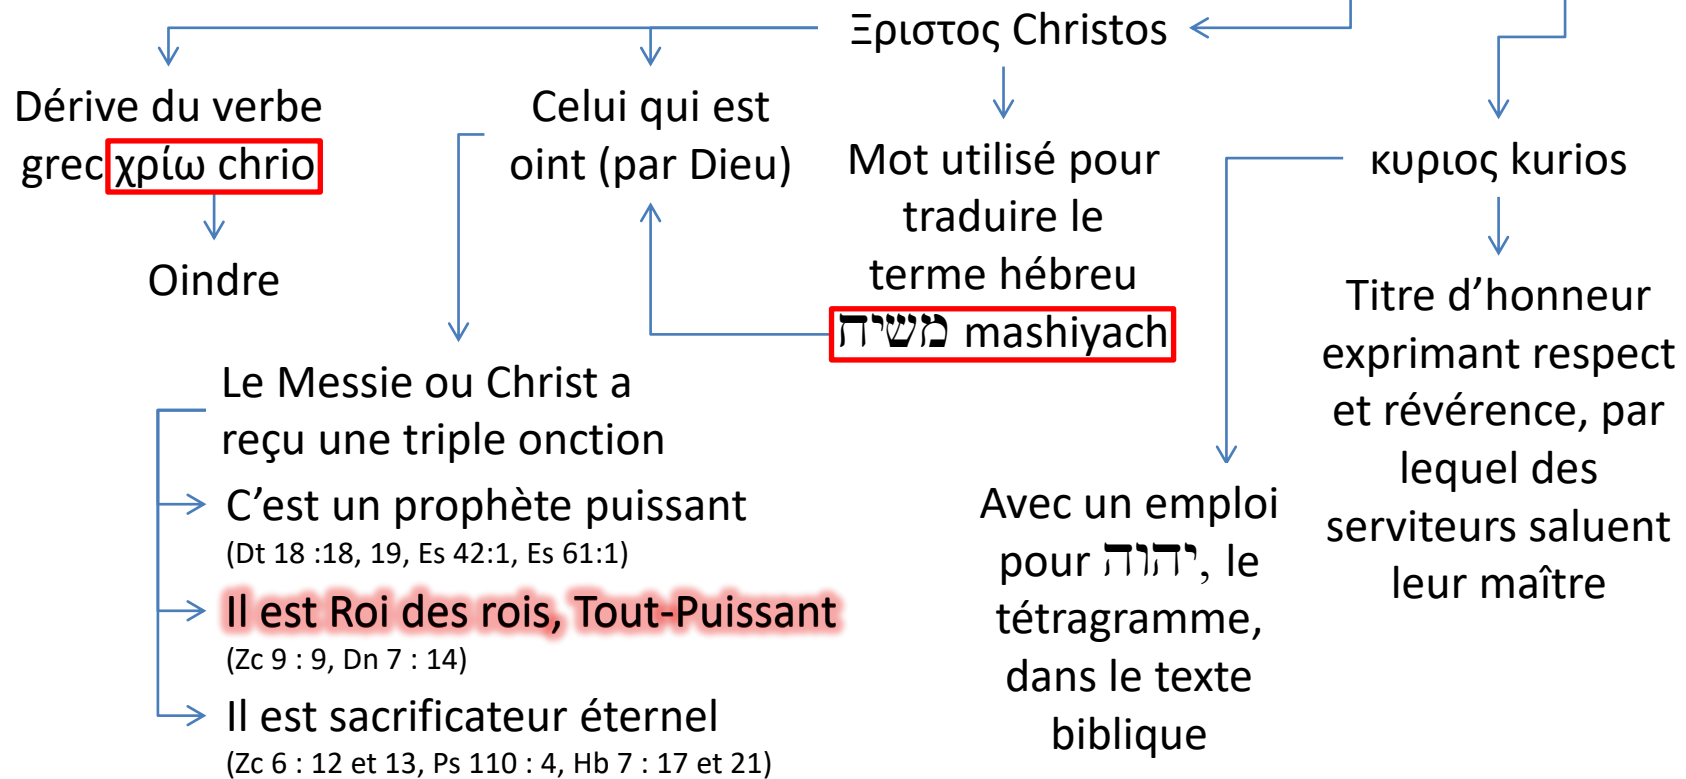 Ξριστος Christos
Dérive du verbe
grec χρίω chrio
Oindre
Celui qui est
oint (par Dieu)
Mot utilisé pour
traduire le
terme hébreu
משיח mashiyach
κυριος kurios
Titre d’honneur
exprimant respect
et révérence, par
lequel des
serviteurs saluent
leur maître
Avec un emploi
pour יהוה, le
tétragramme,
dans le texte
biblique
Le Messie ou Christ a
reçu une triple onction
C’est un prophète puissant
(Dt 18 :18, 19, Es 42:1, Es 61:1)
Il est Roi des rois, Tout-Puissant
(Zc 9 : 9, Dn 7 : 14)
Il est sacrificateur éternel
(Zc 6 : 12 et 13, Ps 110 : 4, Hb 7 : 17 et 21)